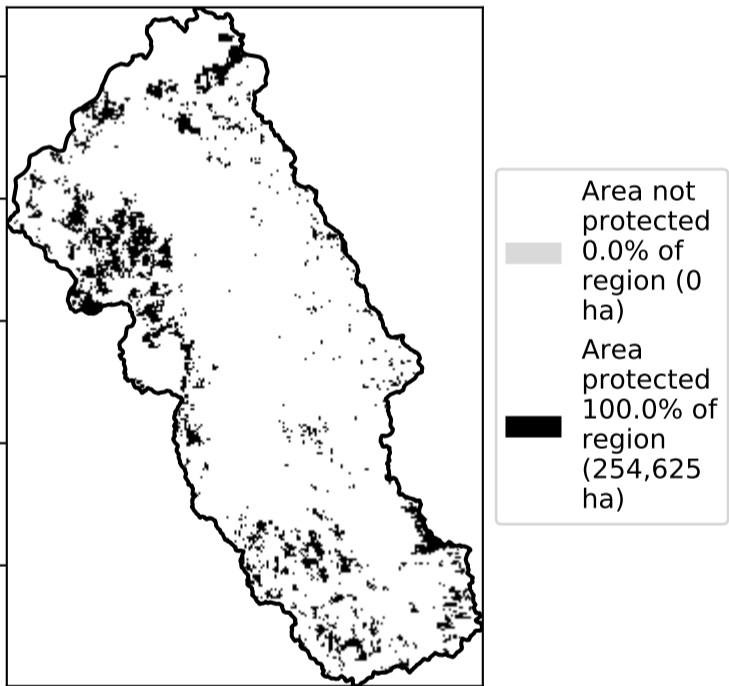 Area not
protected
0.0% of
region (0
ha)
Area
protected
100.0% of
region
(254,625
ha)